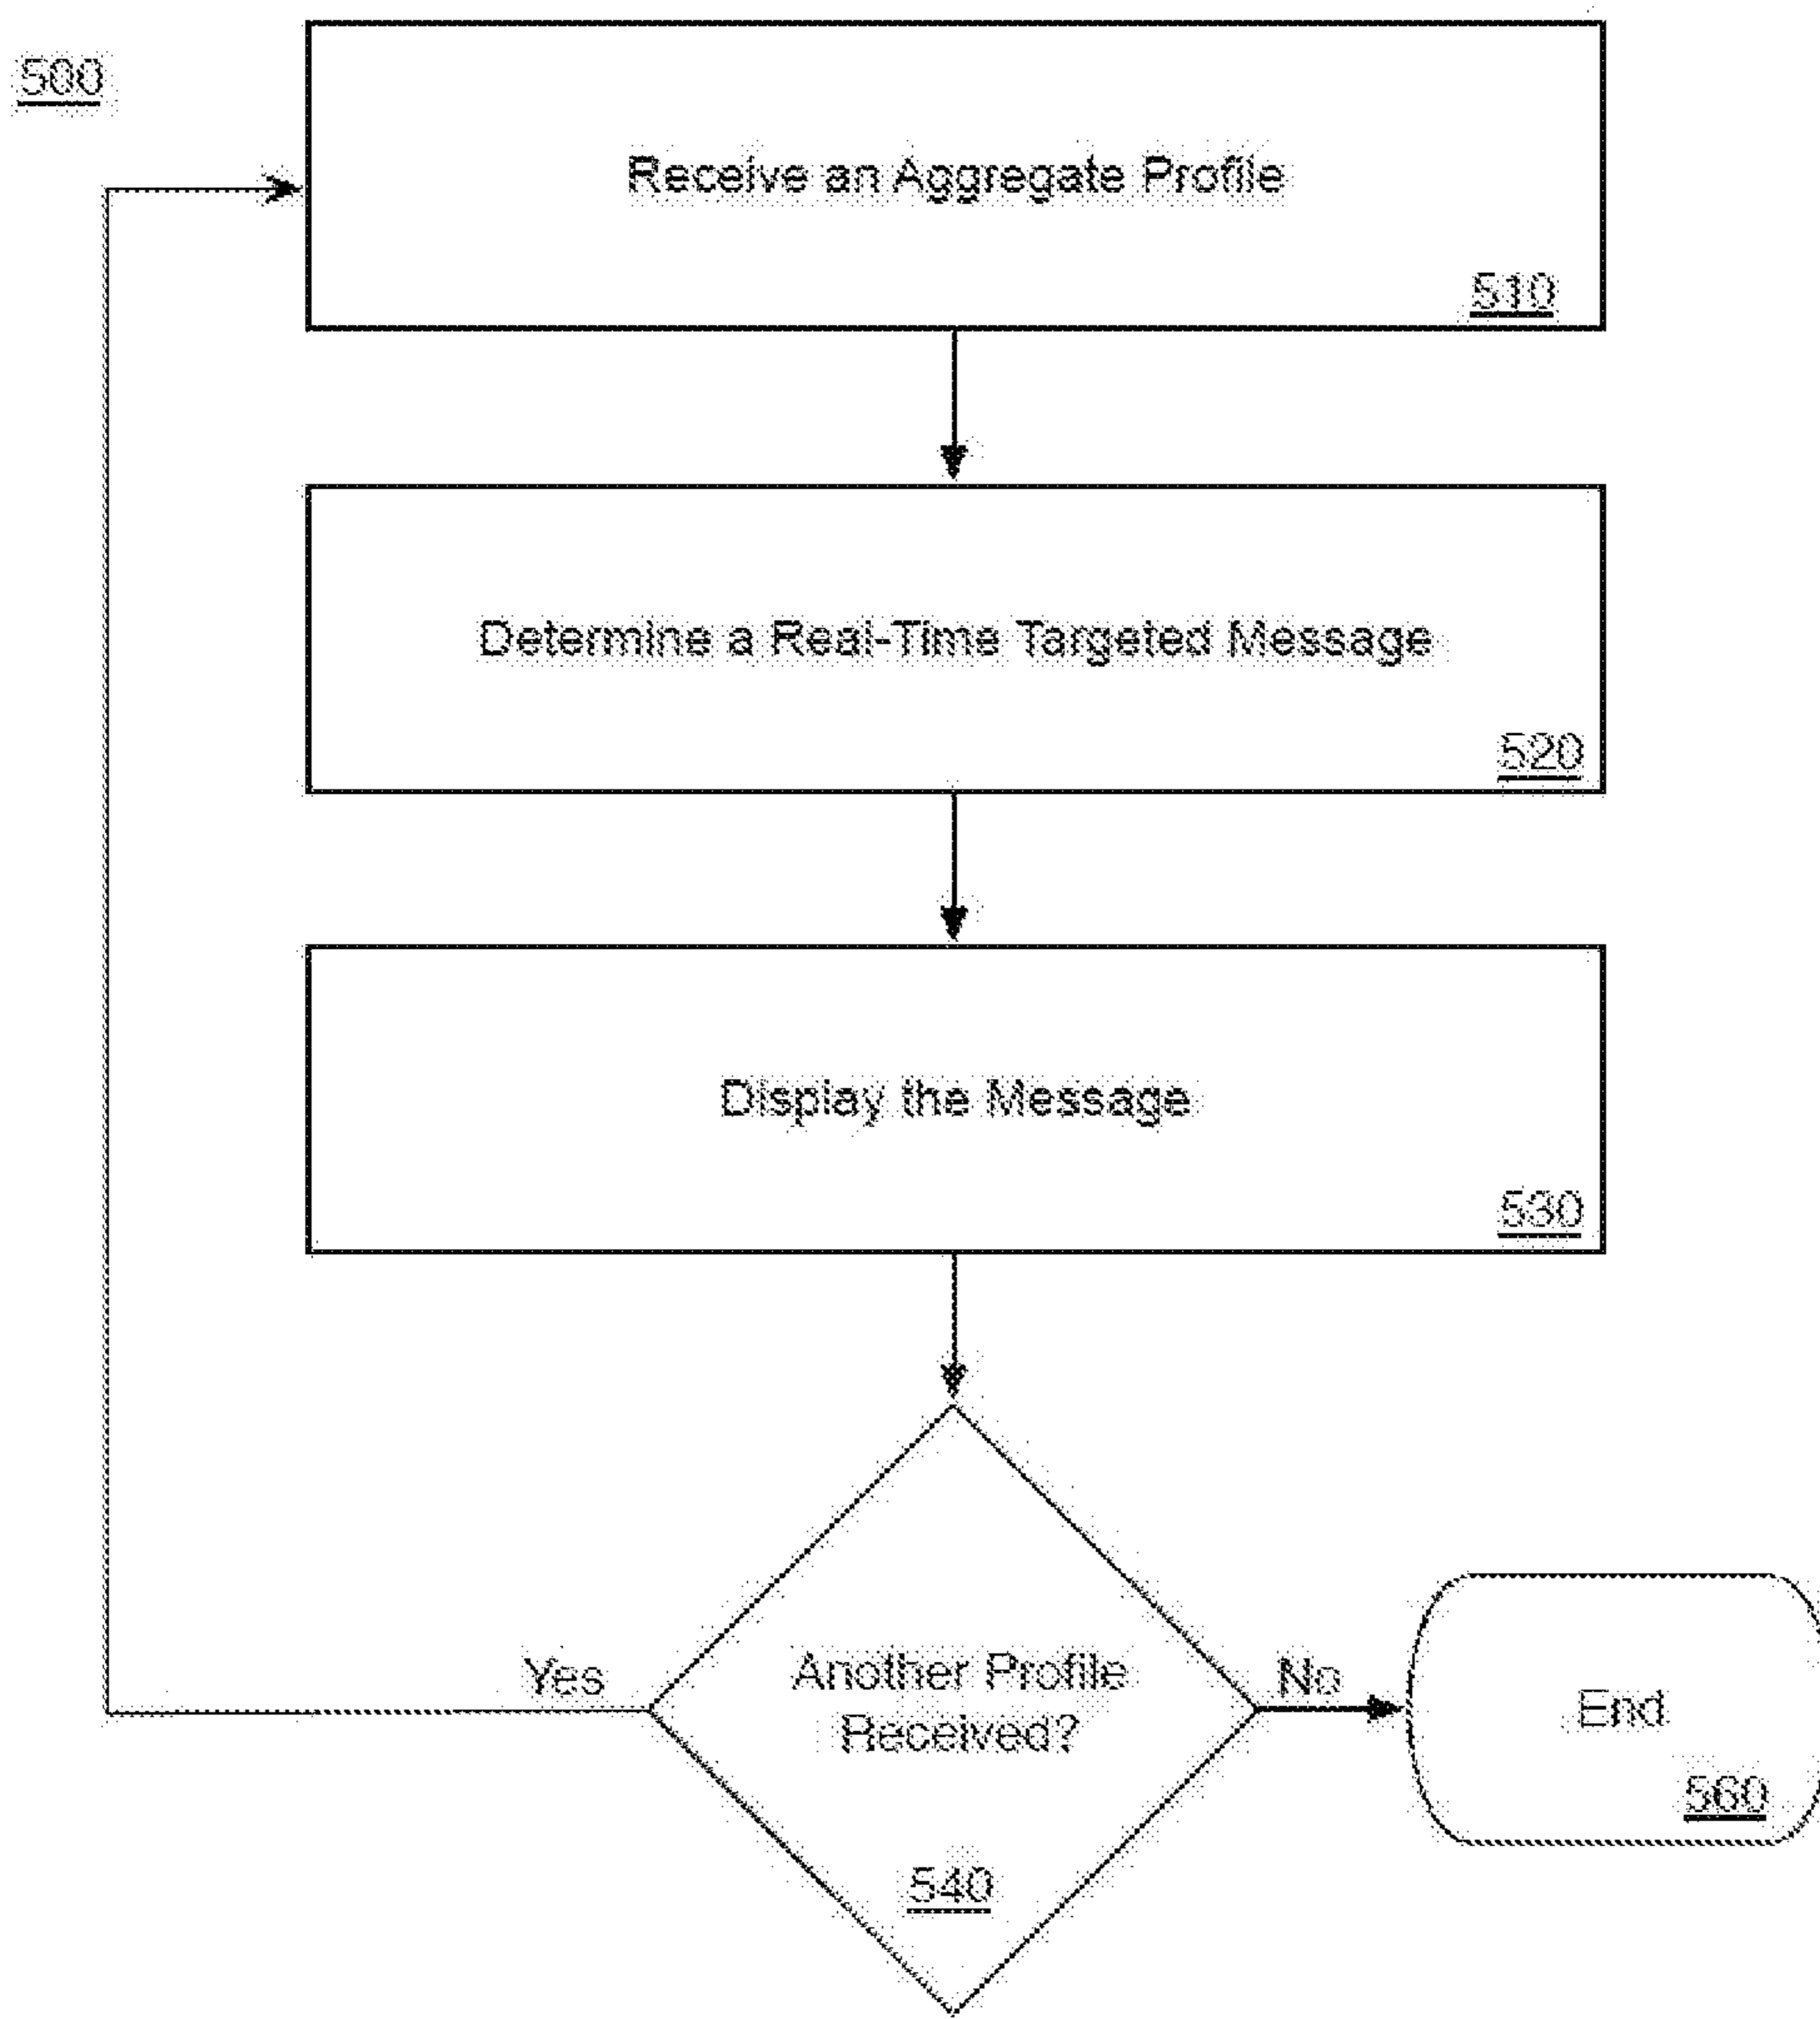 500
Receive an Aggregate Profile
510
Determine a Real-Time Targeted Message
520
Display the Message
530
Another Profile
Received?
540
Yes
No
End
560